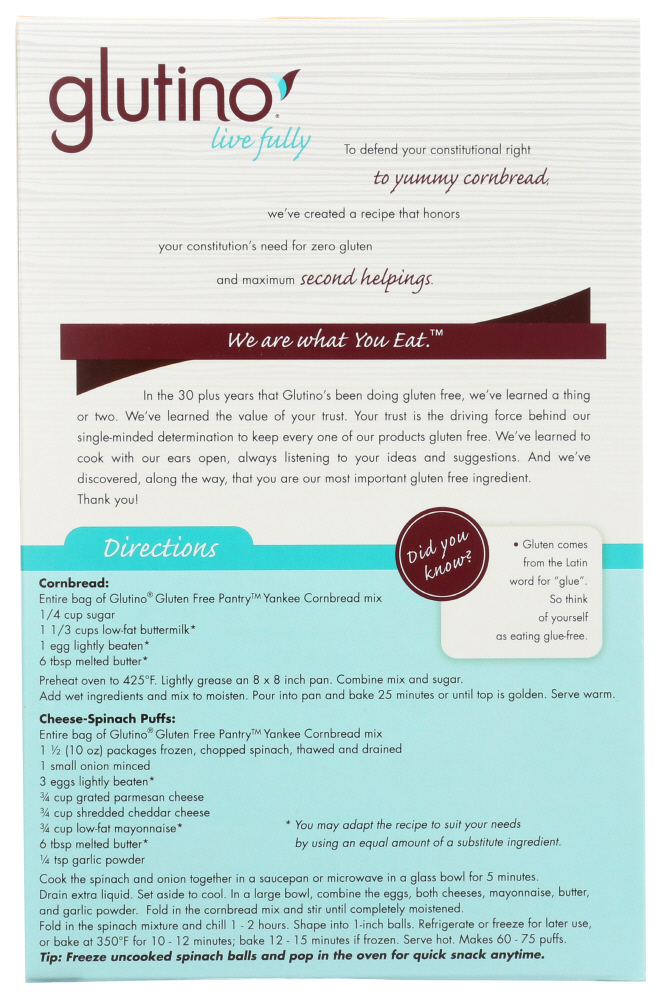 glutino®
live fully
To defend your constitutional right
to yummy cornbread,
we've created a recipe that honors
your constitution's need for zero gluten
and maximum second helpings.
We are what You Eat.™
In the 30 plus years that Glutino's been doing gluten free, we've learned a thing
or two. We've learned the value of your trust. Your trust is the driving force behind our
single-minded determination to keep every one of our products gluten free. We've learned to
cook with our ears open, always listening to your ideas and suggestions. And we've
discovered, along the way, that you are our most important gluten free ingredient.
Thank you!
Directions
Did you
know?
• Gluten comes
from the Latin
word for "glue".
So think
of yourself
as eating glue-free.
Cornbread:
Entire bag of Glutino® Gluten Free Pantry™ Yankee Cornbread mix
1/4 cup sugar
1 1/3 cups low-fat buttermilk*
1 egg lightly beaten*
6 tbsp melted butter*
Preheat oven to 425°F. Lightly grease an 8 x 8 inch pan. Combine mix and sugar.
Add wet ingredients and mix to moisten. Pour into pan and bake 25 minutes or until top is golden. Serve warm.
Cheese-Spinach Puffs:
Entire bag of Glutino® Gluten Free Pantry™ Yankee Cornbread mix
1 ½ (10 oz) packages frozen, chopped spinach, thawed and drained
1 small onion minced
3 eggs lightly beaten*
¾ cup grated parmesan cheese
¾ cup shredded cheddar cheese
¾ cup low-fat mayonnaise*
6 tbsp melted butter*
¼ tsp garlic powder
* You may adapt the recipe to suit your needs
by using an equal amount of a substitute ingredient.
Cook the spinach and onion together in a saucepan or microwave in a glass bowl for 5 minutes.
Drain extra liquid. Set aside to cool. In a large bowl, combine the eggs, both cheeses, mayonnaise, butter,
and garlic powder. Fold in the cornbread mix and stir until completely moistened.
Fold in the spinach mixture and chill 1 - 2 hours. Shape into 1-inch balls. Refrigerate or freeze for later use,
or bake at 350°F for 10 - 12 minutes; bake 12 - 15 minutes if frozen. Serve hot. Makes 60 - 75 puffs.
Tip: Freeze uncooked spinach balls and pop in the oven for quick snack anytime.